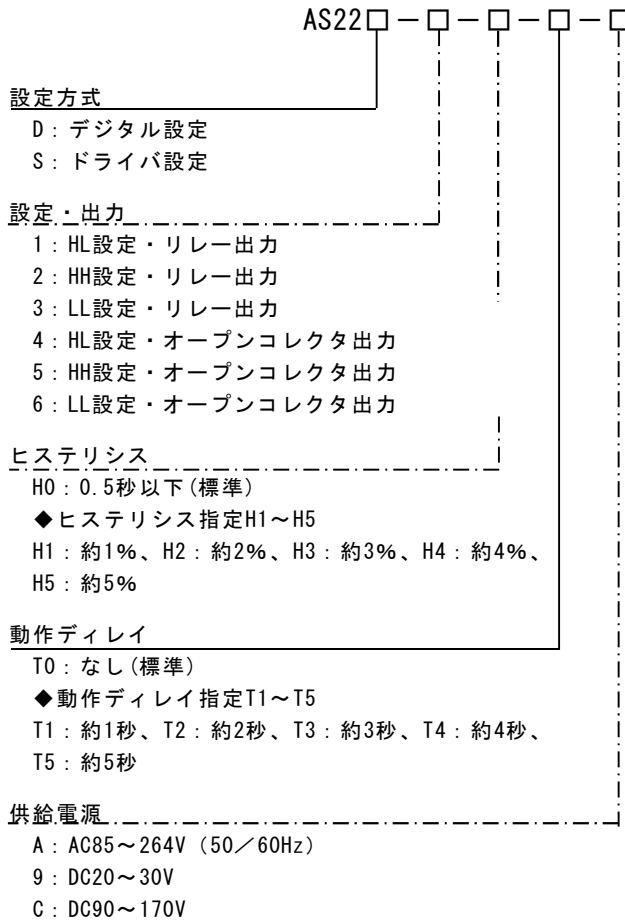 AS22□－□－□－□－□
設定方式
D：デジタル設定
S：ドライバ設定
設定・出力
1：HL設定・リレー出力
2：HH設定・リレー出力
3：LL設定・リレー出力
4：HL設定・オープンコレクタ出力
5：HH設定・オープンコレクタ出力
6：LL設定・オープンコレクタ出力
ヒステリシス
H0：0.5秒以下(標準)
◆ヒステリシス指定H1～H5
H1：約1%、H2：約2%、H3：約3%、H4：約4%、
H5：約5%
動作ディレイ
T0：なし(標準)
◆動作ディレイ指定T1～T5
T1：約1秒、T2：約2秒、T3：約3秒、T4：約4秒、
T5：約5秒
供給電源
A：AC85～264V（50／60Hz）
9：DC20～30V
C：DC90～170V